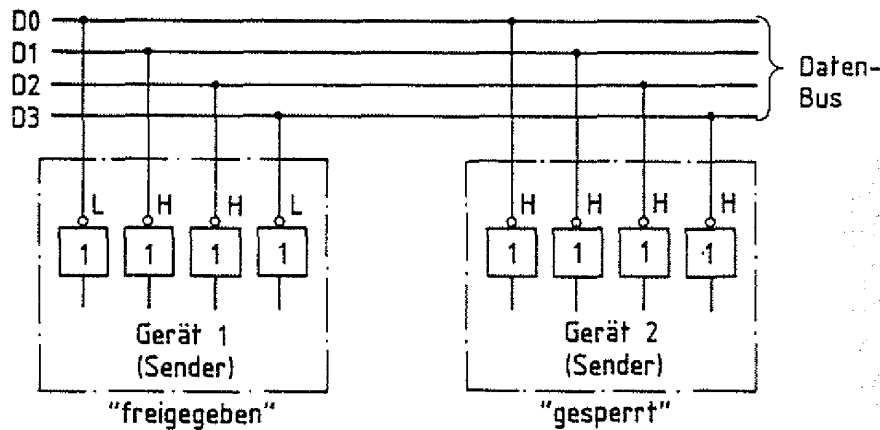 D0
D1
D2
D3
Daten-
Bus
L H H L
H H H H
1 1 1 1
1 1 1 1
Gerät 1
(Sender)
"freigegeben"
Gerät 2
(Sender)
"gesperrt"